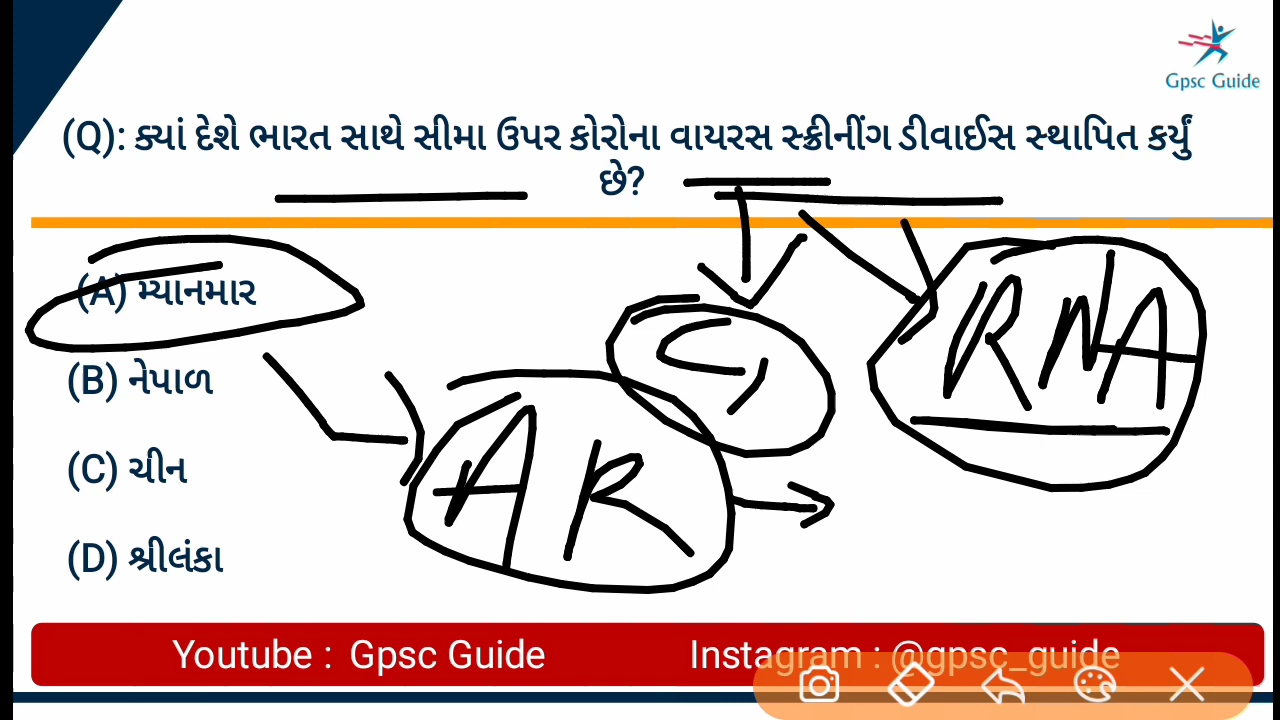 Gpsc Guide
(Q): ક્યાં દેશે ભારત સાથે સીમા ઉપર કોરોના વાયરસ સ્ક્રીનીંગ ડીવાઈસ સ્થાપિત કર્યું
છે?
(A) મ્યાનમાર
(B) નેપાળ
(C) ચીન
(D) શ્રીલંકા
RNA
AR
Youtube : Gpsc Guide
Instagram : @gpsc_guide